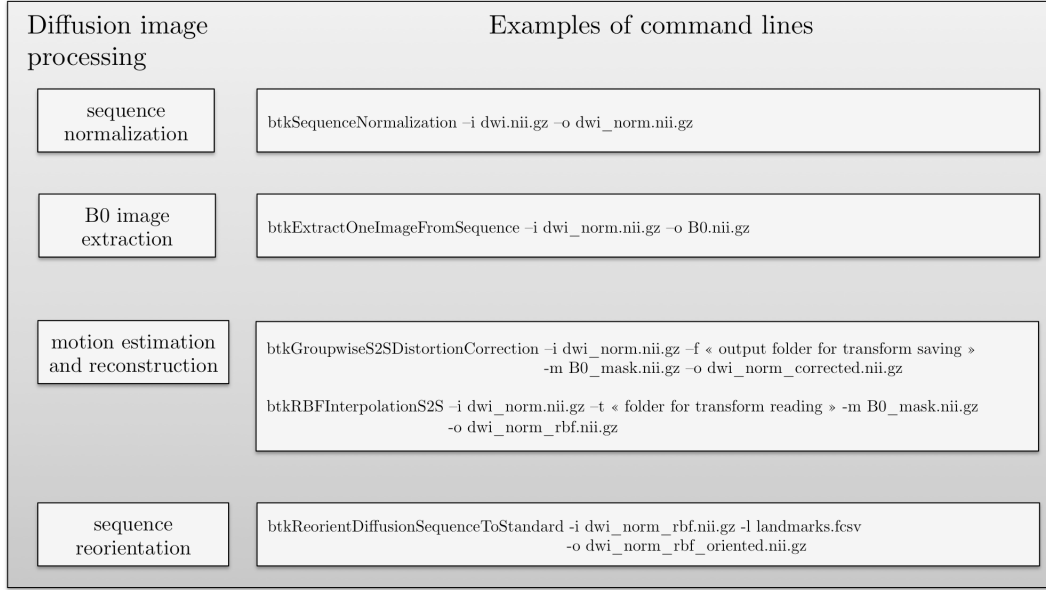 Diffusion image
processing
Examples of command lines
sequence
normalization
btkSequenceNormalization –i dwi.nii.gz –o dwi_norm.nii.gz
B0 image
extraction
btkExtractOneImageFromSequence –i dwi_norm.nii.gz –o B0.nii.gz
motion estimation
and reconstruction
btkGroupwiseS2SDistortionCorrection –i dwi_norm.nii.gz –f « output folder for transform saving »
-m B0_mask.nii.gz –o dwi_norm_corrected.nii.gz
btkRBFInterpolationS2S –i dwi_norm.nii.gz –t « folder for transform reading » -m B0_mask.nii.gz
-o dwi_norm_rbf.nii.gz
sequence
reorientation
btkReorientDiffusionSequenceToStandard -i dwi_norm_rbf.nii.gz -l landmarks.fcsv
-o dwi_norm_rbf_oriented.nii.gz